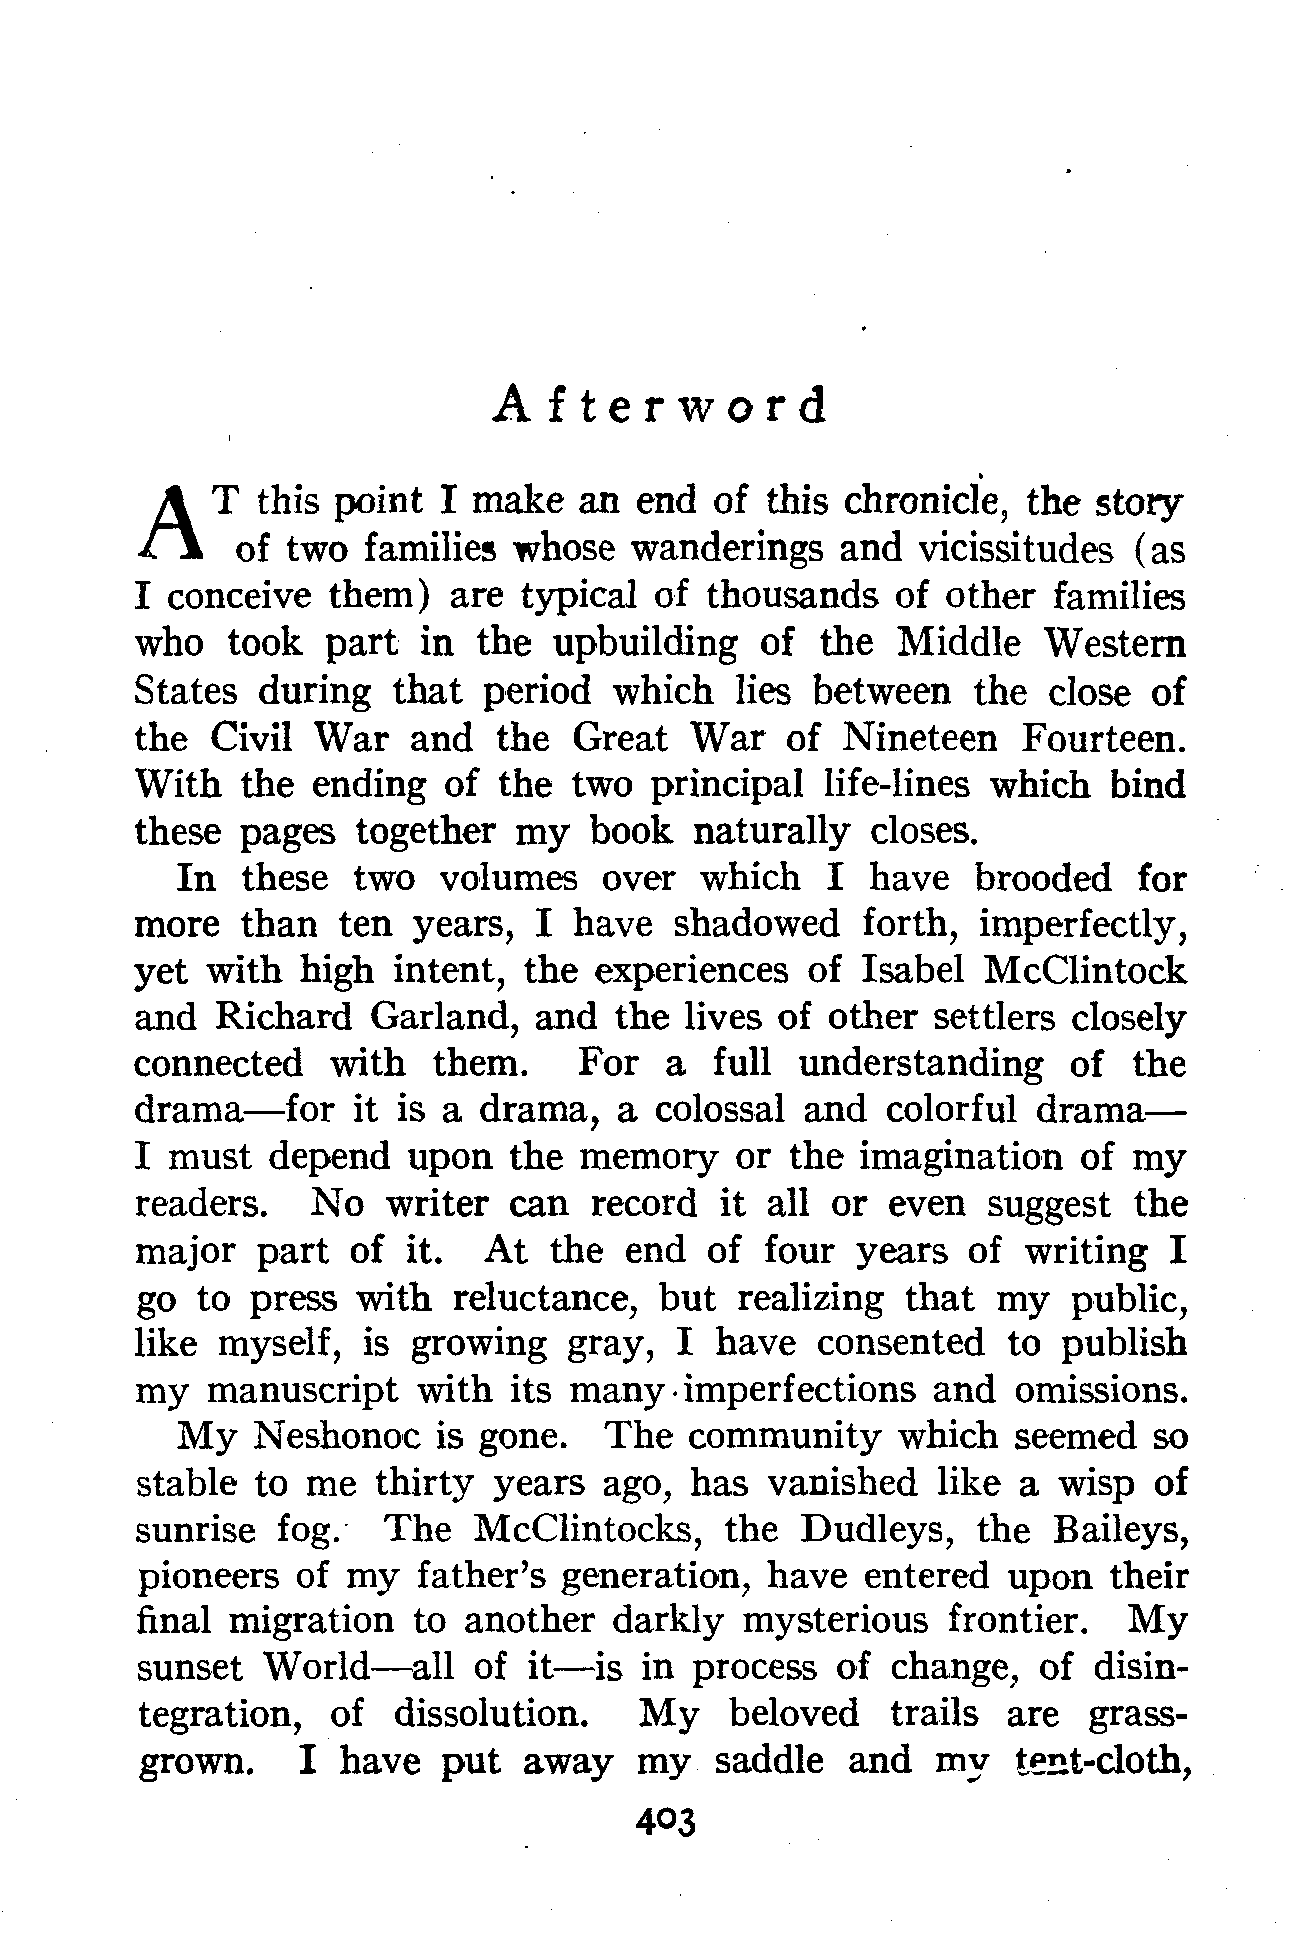 Afterword
AT this point I make an end of this chronicle, the story
of two families whose wanderings and vicissitudes (as
I conceive them) are typical of thousands of other families
who took part in the upbuilding of the Middle Western
States during that period which lies between the close of
the Civil War and the Great War of Nineteen Fourteen.
With the ending of the two principal life-lines which bind
these pages together my book naturally closes.
In these two volumes over which I have brooded for
more than ten years, I have shadowed forth, imperfectly,
yet with high intent, the experiences of Isabel McClintock
and Richard Garland, and the lives of other settlers closely
connected with them. For a full understanding of the
drama—for it is a drama, a colossal and colorful drama—
I must depend upon the memory or the imagination of my
readers. No writer can record it all or even suggest the
major part of it. At the end of four years of writing I
go to press with reluctance, but realizing that my public,
like myself, is growing gray, I have consented to publish
my manuscript with its many imperfections and omissions.
My Neshonoc is gone. The community which seemed so
stable to me thirty years ago, has vanished like a wisp of
sunrise fog. The McClintocks, the Dudleys, the Baileys,
pioneers of my father's generation, have entered upon their
final migration to another darkly mysterious frontier. My
sunset World—all of it—is in process of change, of disin-
tegration, of dissolution. My beloved trails are grass-
grown. I have put away my saddle and my tent-cloth,
403